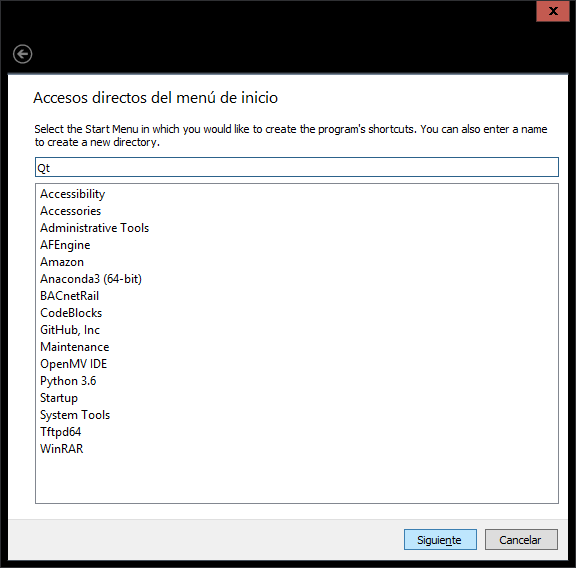 x
Accesos directos del menú de inicio
Select the Start Menu in which you would like to create the program's shortcuts. You can also enter a name
to create a new directory.
Qt
Accessibility
Accessories
Administrative Tools
AFEngine
Amazon
Anaconda3 (64-bit)
BACnetRail
CodeBlocks
GitHub, Inc
Maintenance
OpenMV IDE
Python 3.6
Startup
System Tools
Tftpd64
WinRAR
Siguiente
Cancelar